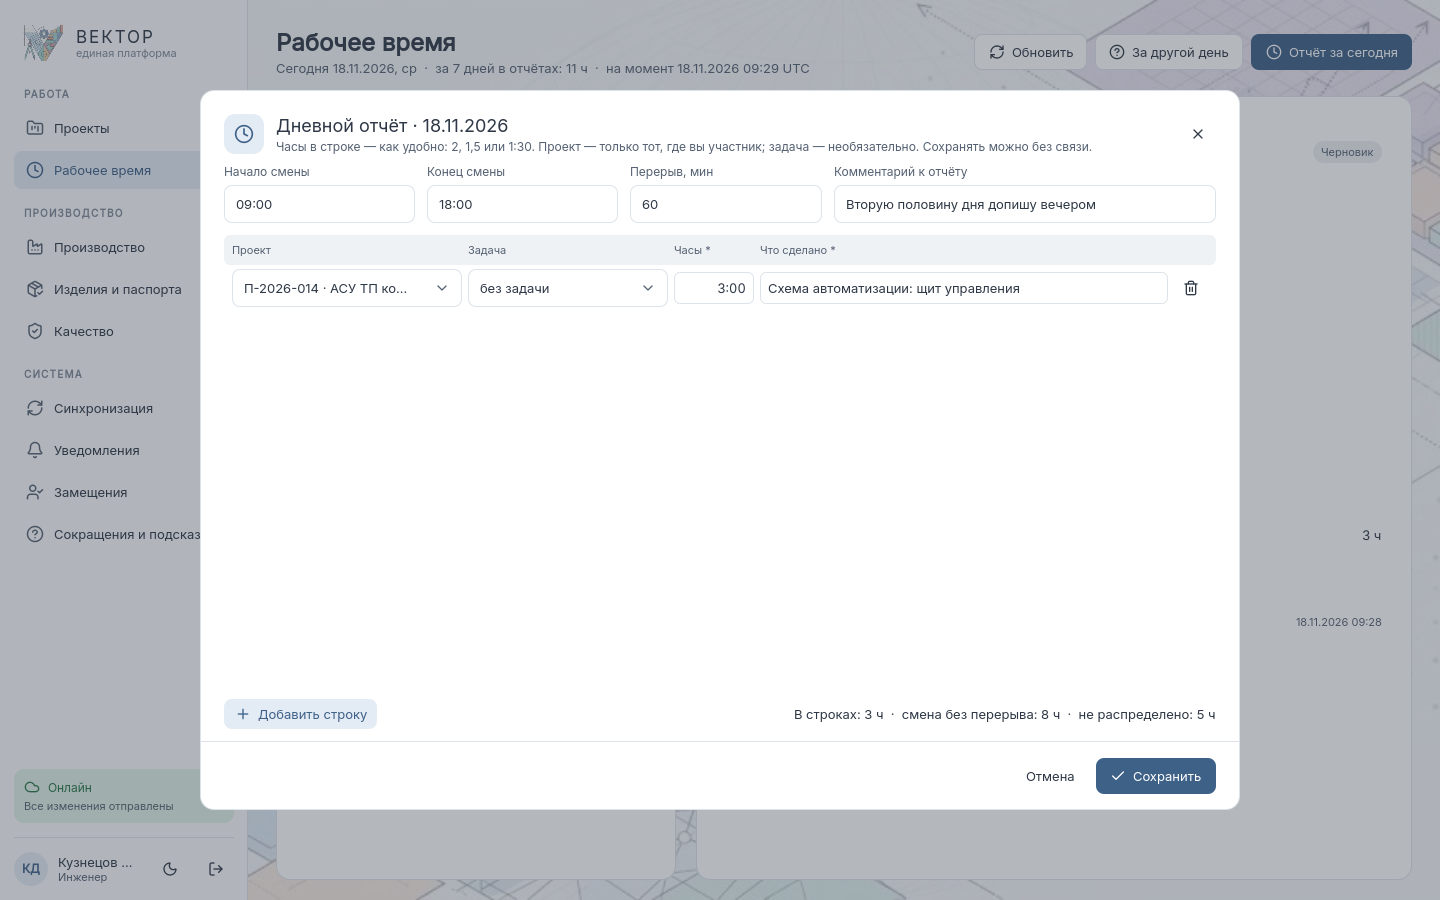 ВЕКТОР
единая платформа
РАБОТА
Проекты
Рабочее время
ПРОИЗВОДСТВО
Производство
Изделия и паспорта
Качество
СИСТЕМА
Синхронизация
Уведомления
Замещения
Сокращения и подсказ
Онлайн
Все изменения отправлены
КД
Кузнецов ...
Инженер
Рабочее время
Сегодня 18.11.2026, ср · за 7 дней в отчётах: 11 ч · на момент 18.11.2026 09:29 UTC
Обновить
За другой день
Отчёт за сегодня
Черновик
3 ч
18.11.2026 09:28
Дневной отчёт · 18.11.2026
Часы в строке — как удобно: 2, 1,5 или 1:30. Проект — только тот, где вы участник; задача — необязательно. Сохранять можно без связи.
Начало смены
Конец смены
Перерыв, мин
Комментарий к отчёту
09:00
18:00
60
Вторую половину дня допишу вечером
Проект
Задача
Часы *
Что сделано *
П-2026-014 · АСУ ТП ко...
без задачи
3:00
Схема автоматизации: щит управления
Добавить строку
В строках: 3 ч · смена без перерыва: 8 ч · не распределено: 5 ч
Отмена
Сохранить